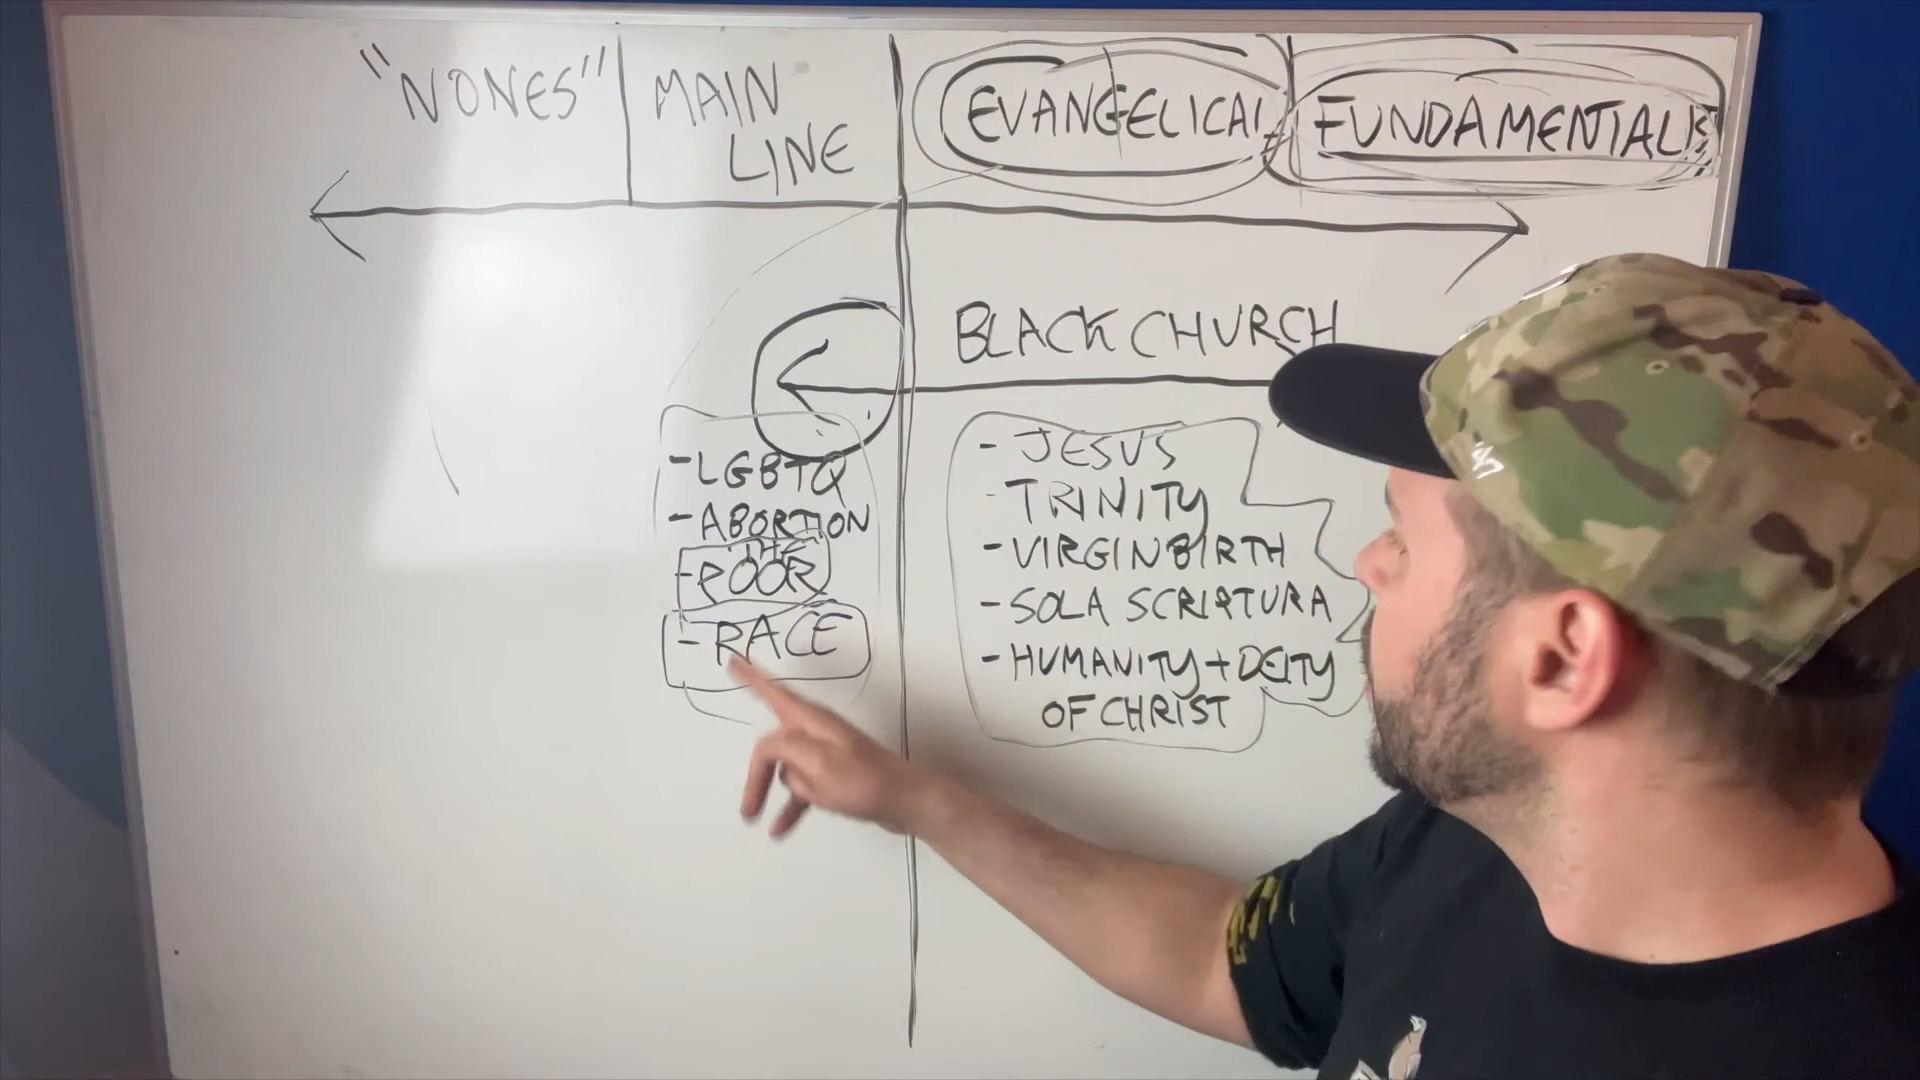 "NONES"
MAIN
LINE
EVANGELICAL
FUNDAMENTALIST
BLACK CHURCH
- LGBTQ
- ABORTION
THE
- POOR
- RACE
- JESUS
- TRINITY
- VIRGIN BIRTH
- SOLA SCRIPTURA
- HUMANITY + DEITY
OF CHRIST